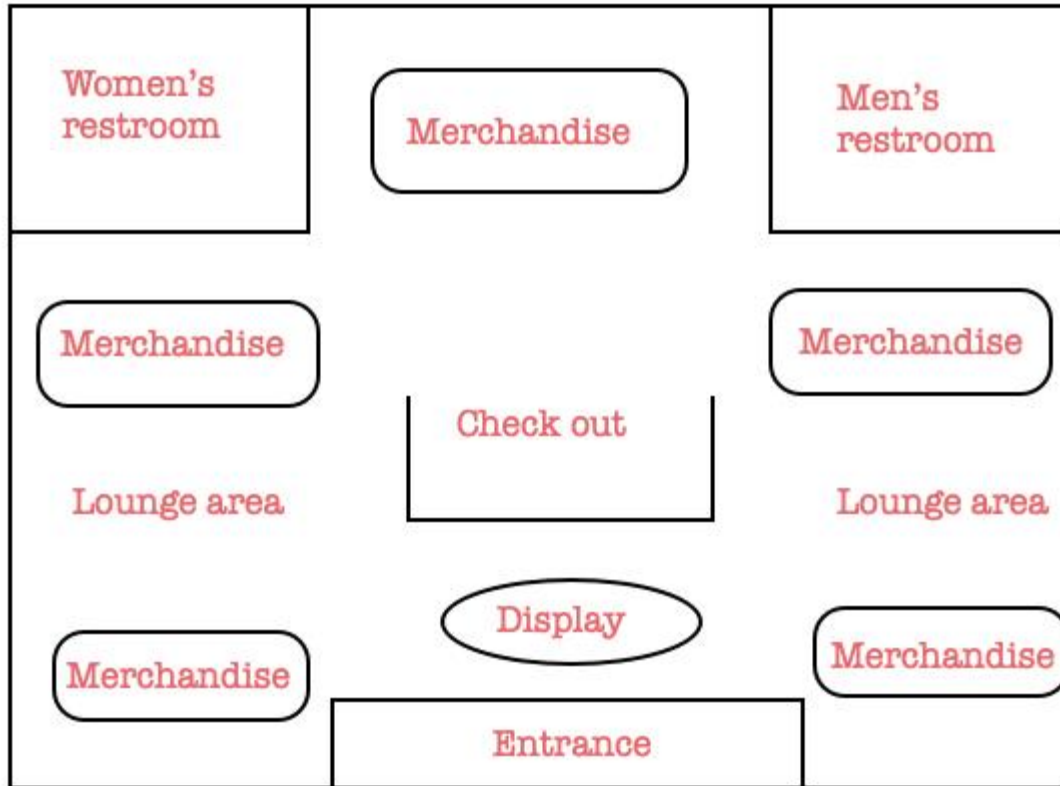 Women's
restroom
Merchandise
Men's
restroom
Merchandise
Merchandise
Check out
Lounge area
Lounge area
Display
Merchandise
Merchandise
Entrance